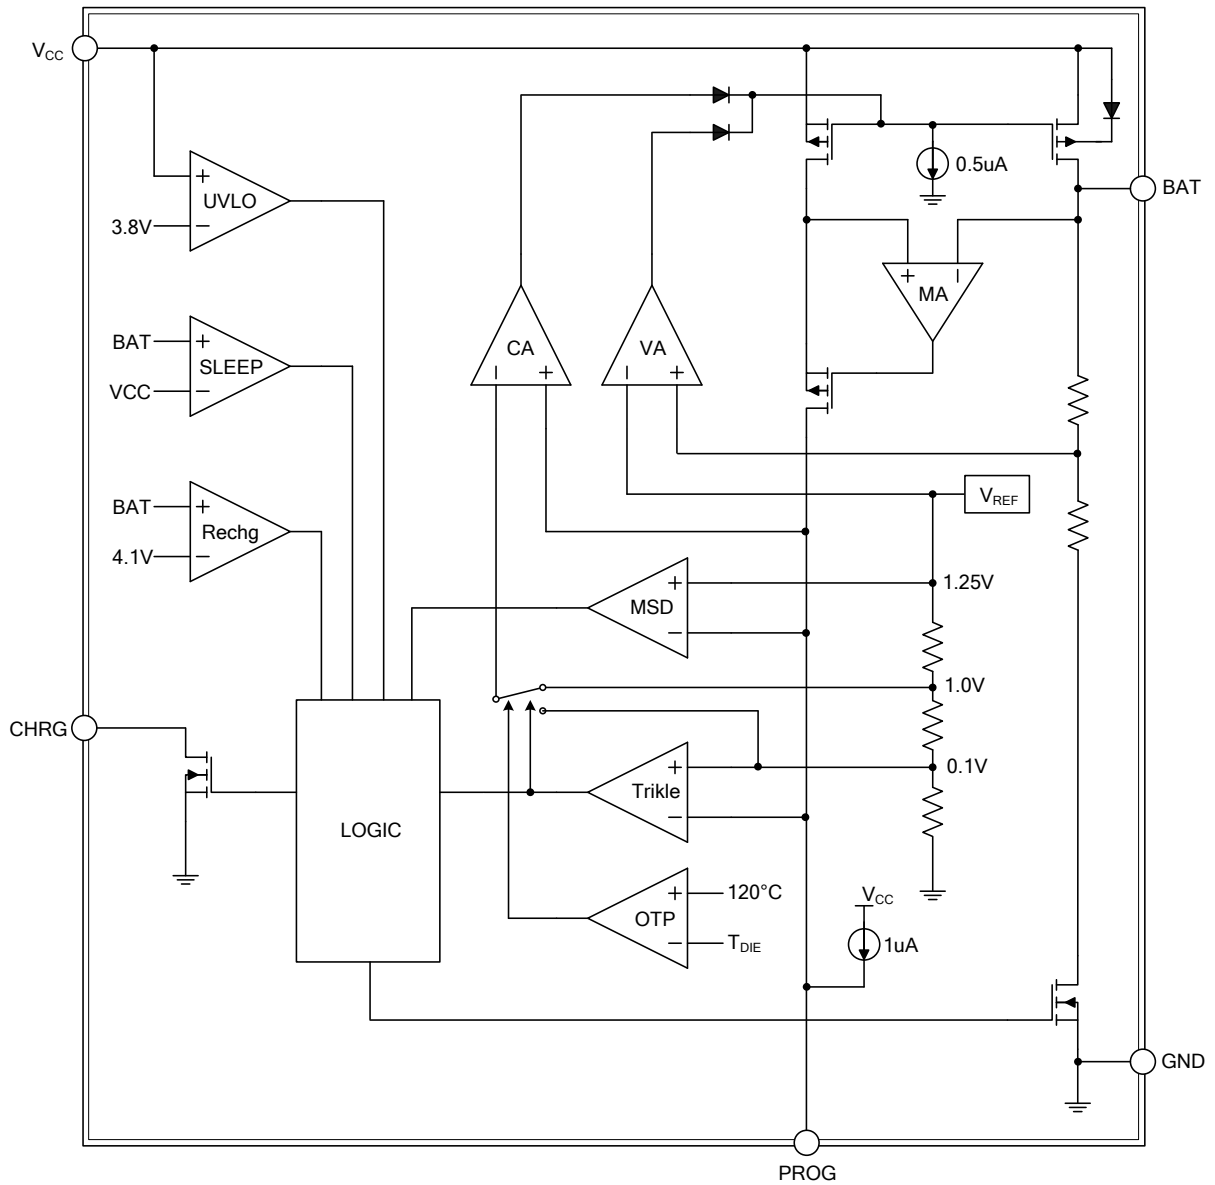 VCC
0.5uA
BAT
+
UVLO
3.8V
−
+
−
MA
BAT
+
SLEEP
VCC
−
CA
−
+
VA
−
+
BAT
+
Rechg
4.1V
−
VREF
+
1.25V
MSD
−
1.0V
CHRG
+
0.1V
Trikle
−
LOGIC
+
120°C
OTP
−
TDIE
VCC
1uA
GND
PROG